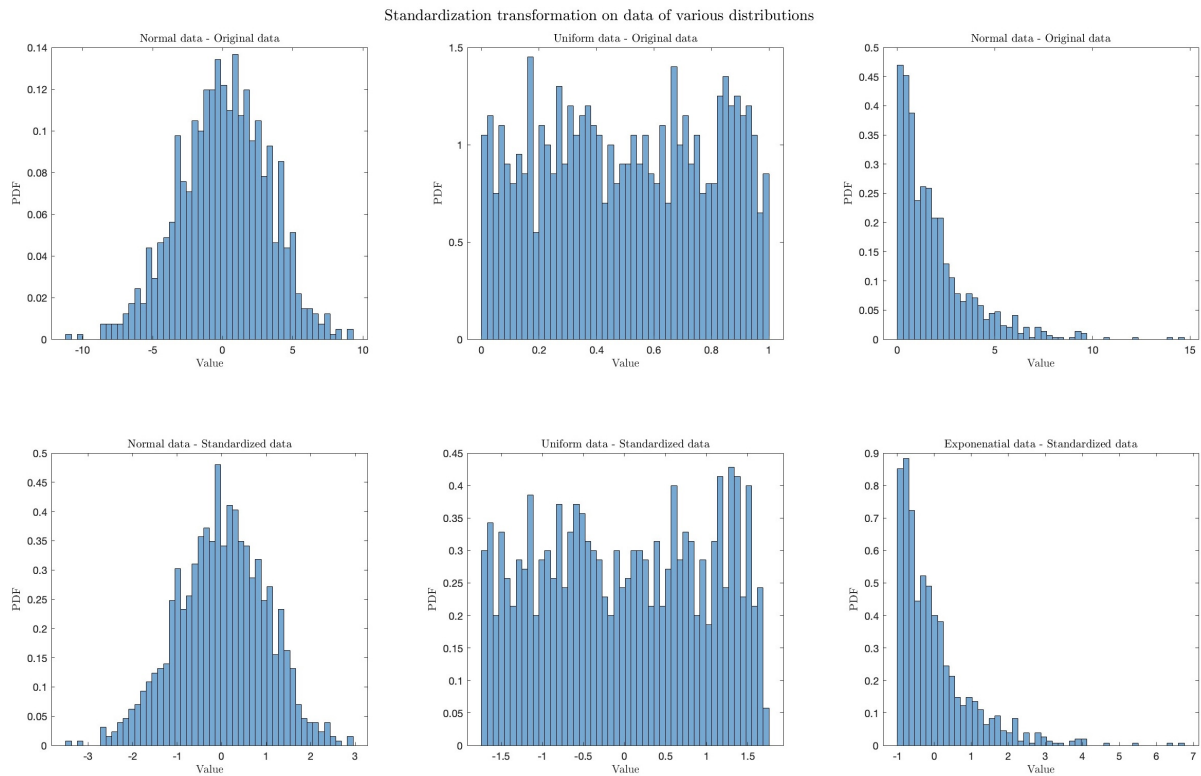 Standardization transformation on data of various distributions
Normal data - Original data
0.14
0.12
0.1
0.08
0.06
0.04
0.02
0
PDF
-10 -5 0 5 10
Value
Uniform data - Original data
1.5
1
0.5
0
PDF
0 0.2 0.4 0.6 0.8 1
Value
Normal data - Original data
0.5
0.45
0.4
0.35
0.3
0.25
0.2
0.15
0.1
0.05
0
PDF
0 5 10 15
Value
Normal data - Standardized data
0.5
0.45
0.4
0.35
0.3
0.25
0.2
0.15
0.1
0.05
0
PDF
-3 -2 -1 0 1 2 3
Value
Uniform data - Standardized data
0.45
0.4
0.35
0.3
0.25
0.2
0.15
0.1
0.05
0
PDF
-1.5 -1 -0.5 0 0.5 1 1.5
Value
Exponenatial data - Standardized data
0.9
0.8
0.7
0.6
0.5
0.4
0.3
0.2
0.1
0
PDF
-1 0 1 2 3 4 5 6 7
Value